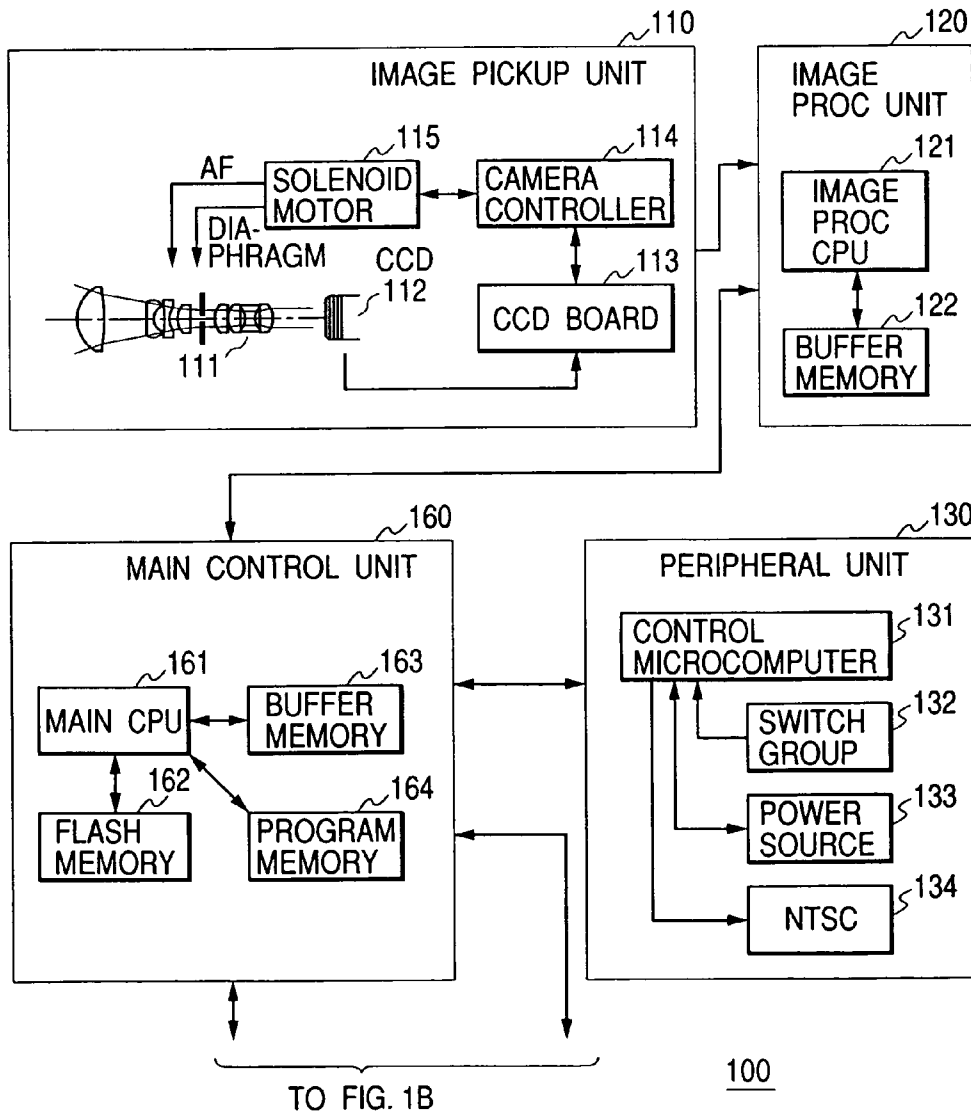 110
IMAGE PICKUP UNIT
115
AF
SOLENOID
MOTOR
114
CAMERA
CONTROLLER
DIA-
PHRAGM
CCD
112
113
CCD BOARD
111
120
IMAGE
PROC UNIT
121
IMAGE
PROC
CPU
122
BUFFER
MEMORY
160
MAIN CONTROL UNIT
161
MAIN CPU
163
BUFFER
MEMORY
162
FLASH
MEMORY
164
PROGRAM
MEMORY
130
PERIPHERAL UNIT
CONTROL
MICROCOMPUTER
131
SWITCH
GROUP
132
POWER
SOURCE
133
NTSC
134
TO FIG. 1B
100